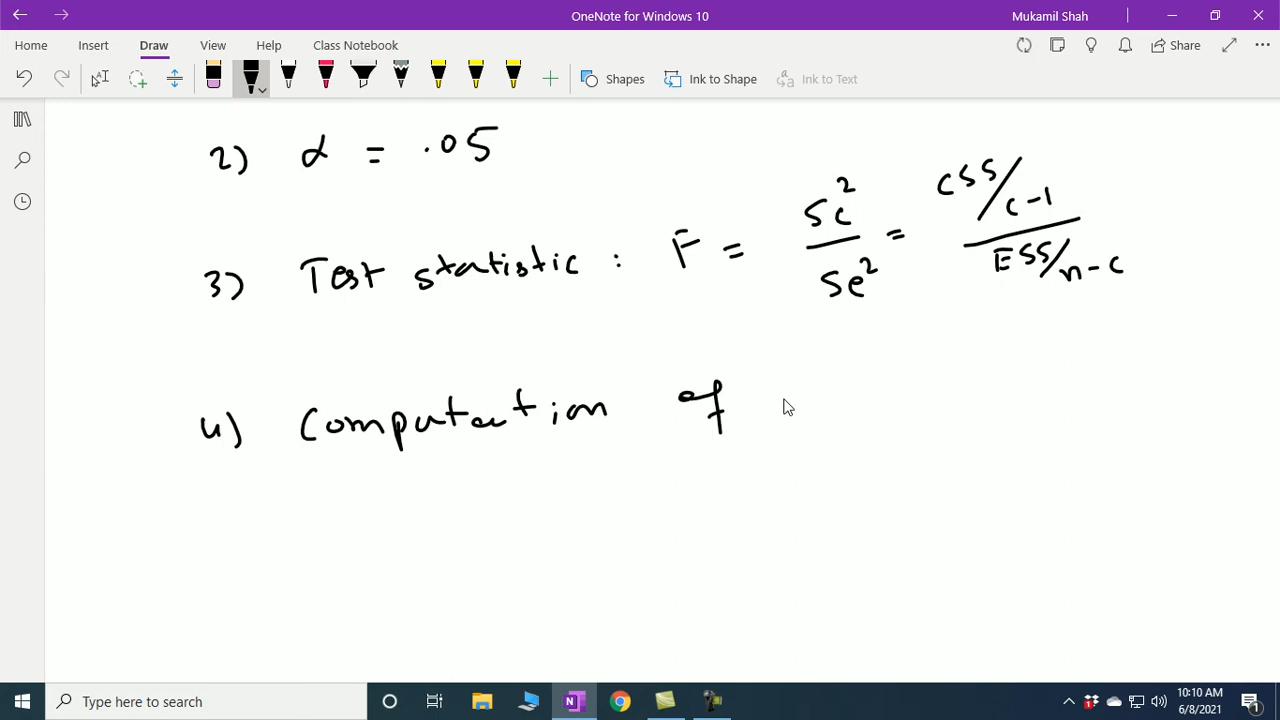 OneNote for Windows 10
Mukamil Shah
Home Insert Draw View Help Class Notebook
Share
Shapes Ink to Shape Ink to Text
2) α = .05
3) Test statistic : F = Sc² / Se² = CSS/c-1 / ESS/n-c
4) Computation of
Type here to search
10:10 AM
6/8/2021